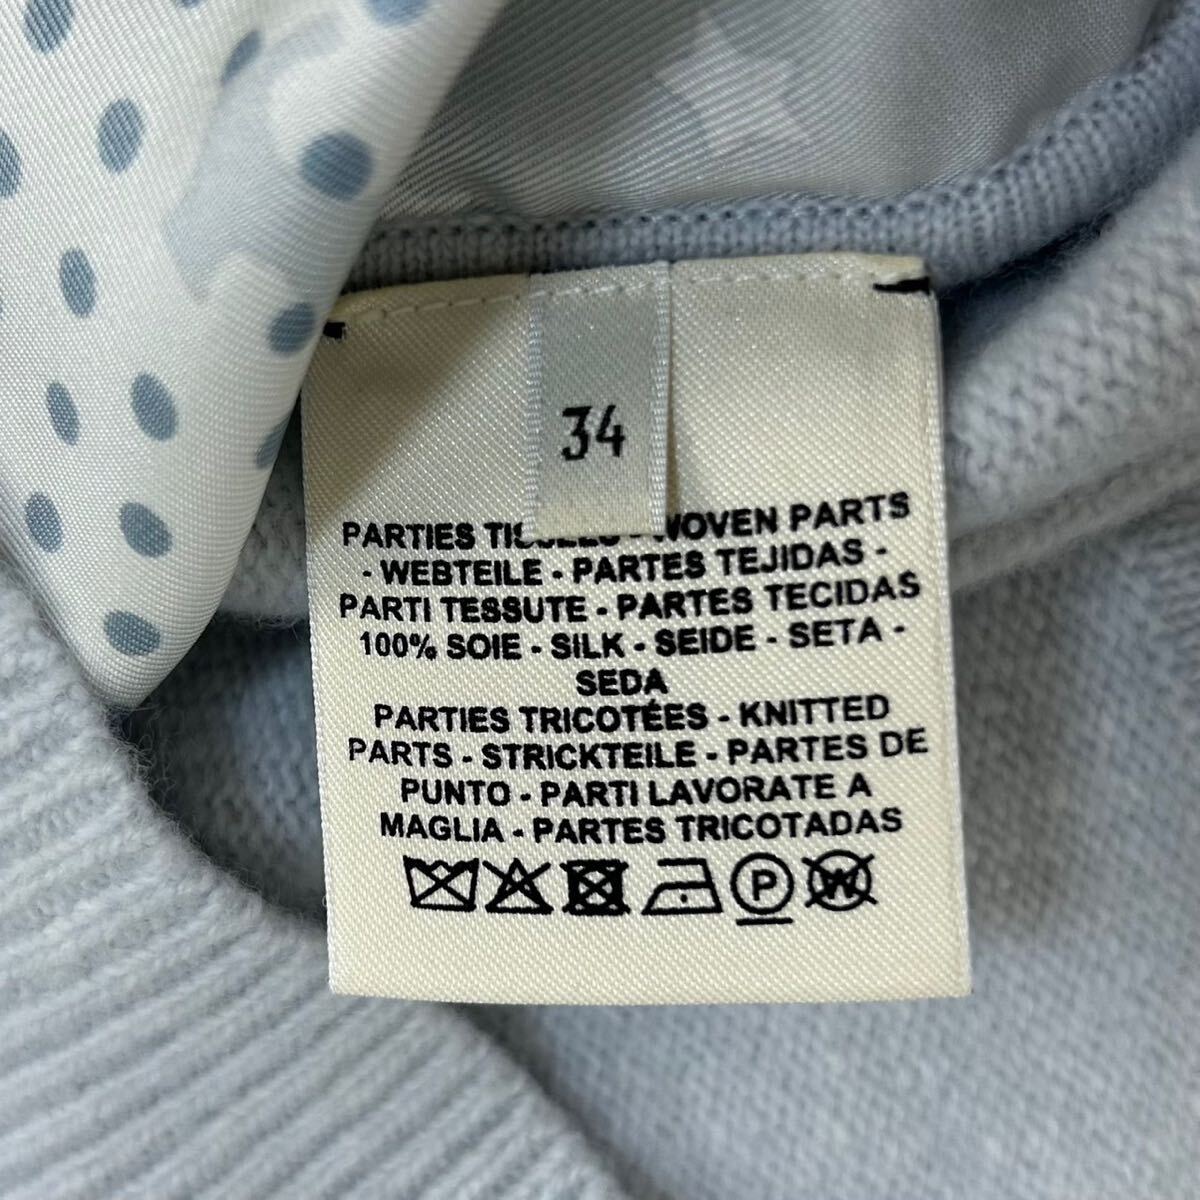 34
PARTIES - WOVEN PARTS
- WEBTEILE - PARTES TEJIDAS -
PARTI TESSUTE - PARTES TECIDAS
100% SOIE - SILK - SEIDE - SETA -
SEDA
PARTIES TRICOTÉES - KNITTED
PARTS - STRICKTEILE - PARTES DE
PUNTO - PARTI LAVORATE A
MAGLIA - PARTES TRICOTADAS
P W